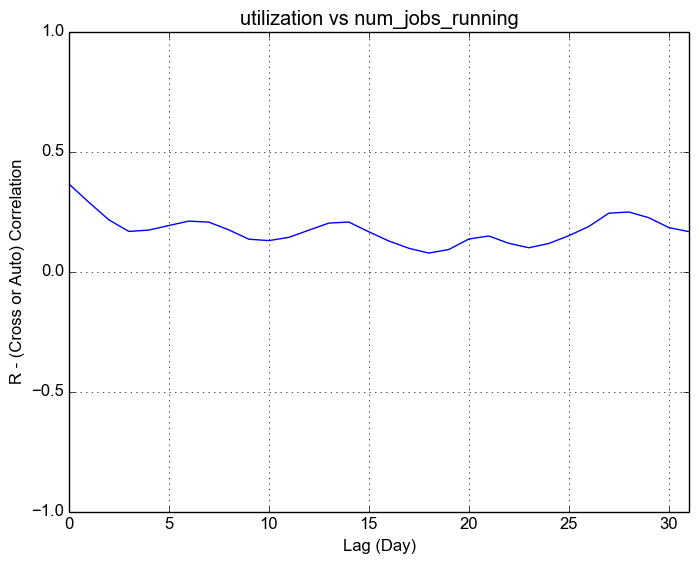 utilization vs num_jobs_running
1.0
0.5
0.0
−0.5
−1.0
R - (Cross or Auto) Correlation
0 5 10 15 20 25 30
Lag (Day)